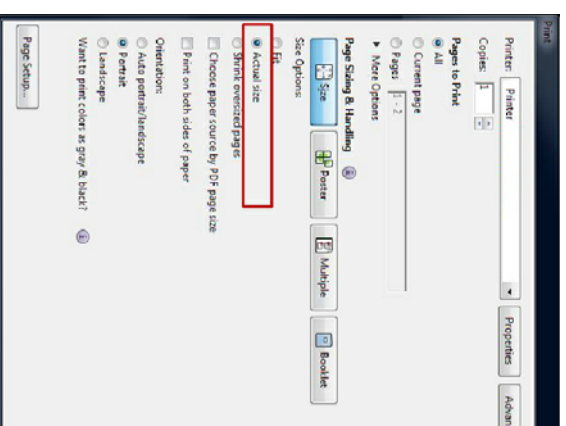 Print
Printer: Printer Properties Advan
Copies: 1
Pages to Print
All
Current page
Pages 1 - 2
More Options
Page Sizing & Handling
Size Poster Multiple Booklet
Size Options:
Fit
Actual size
Shrink oversized pages
Choose paper source by PDF page size
Print on both sides of paper
Orientation:
Auto portrait/landscape
Portrait
Landscape
Want to print colors as gray & black?
Page Setup...